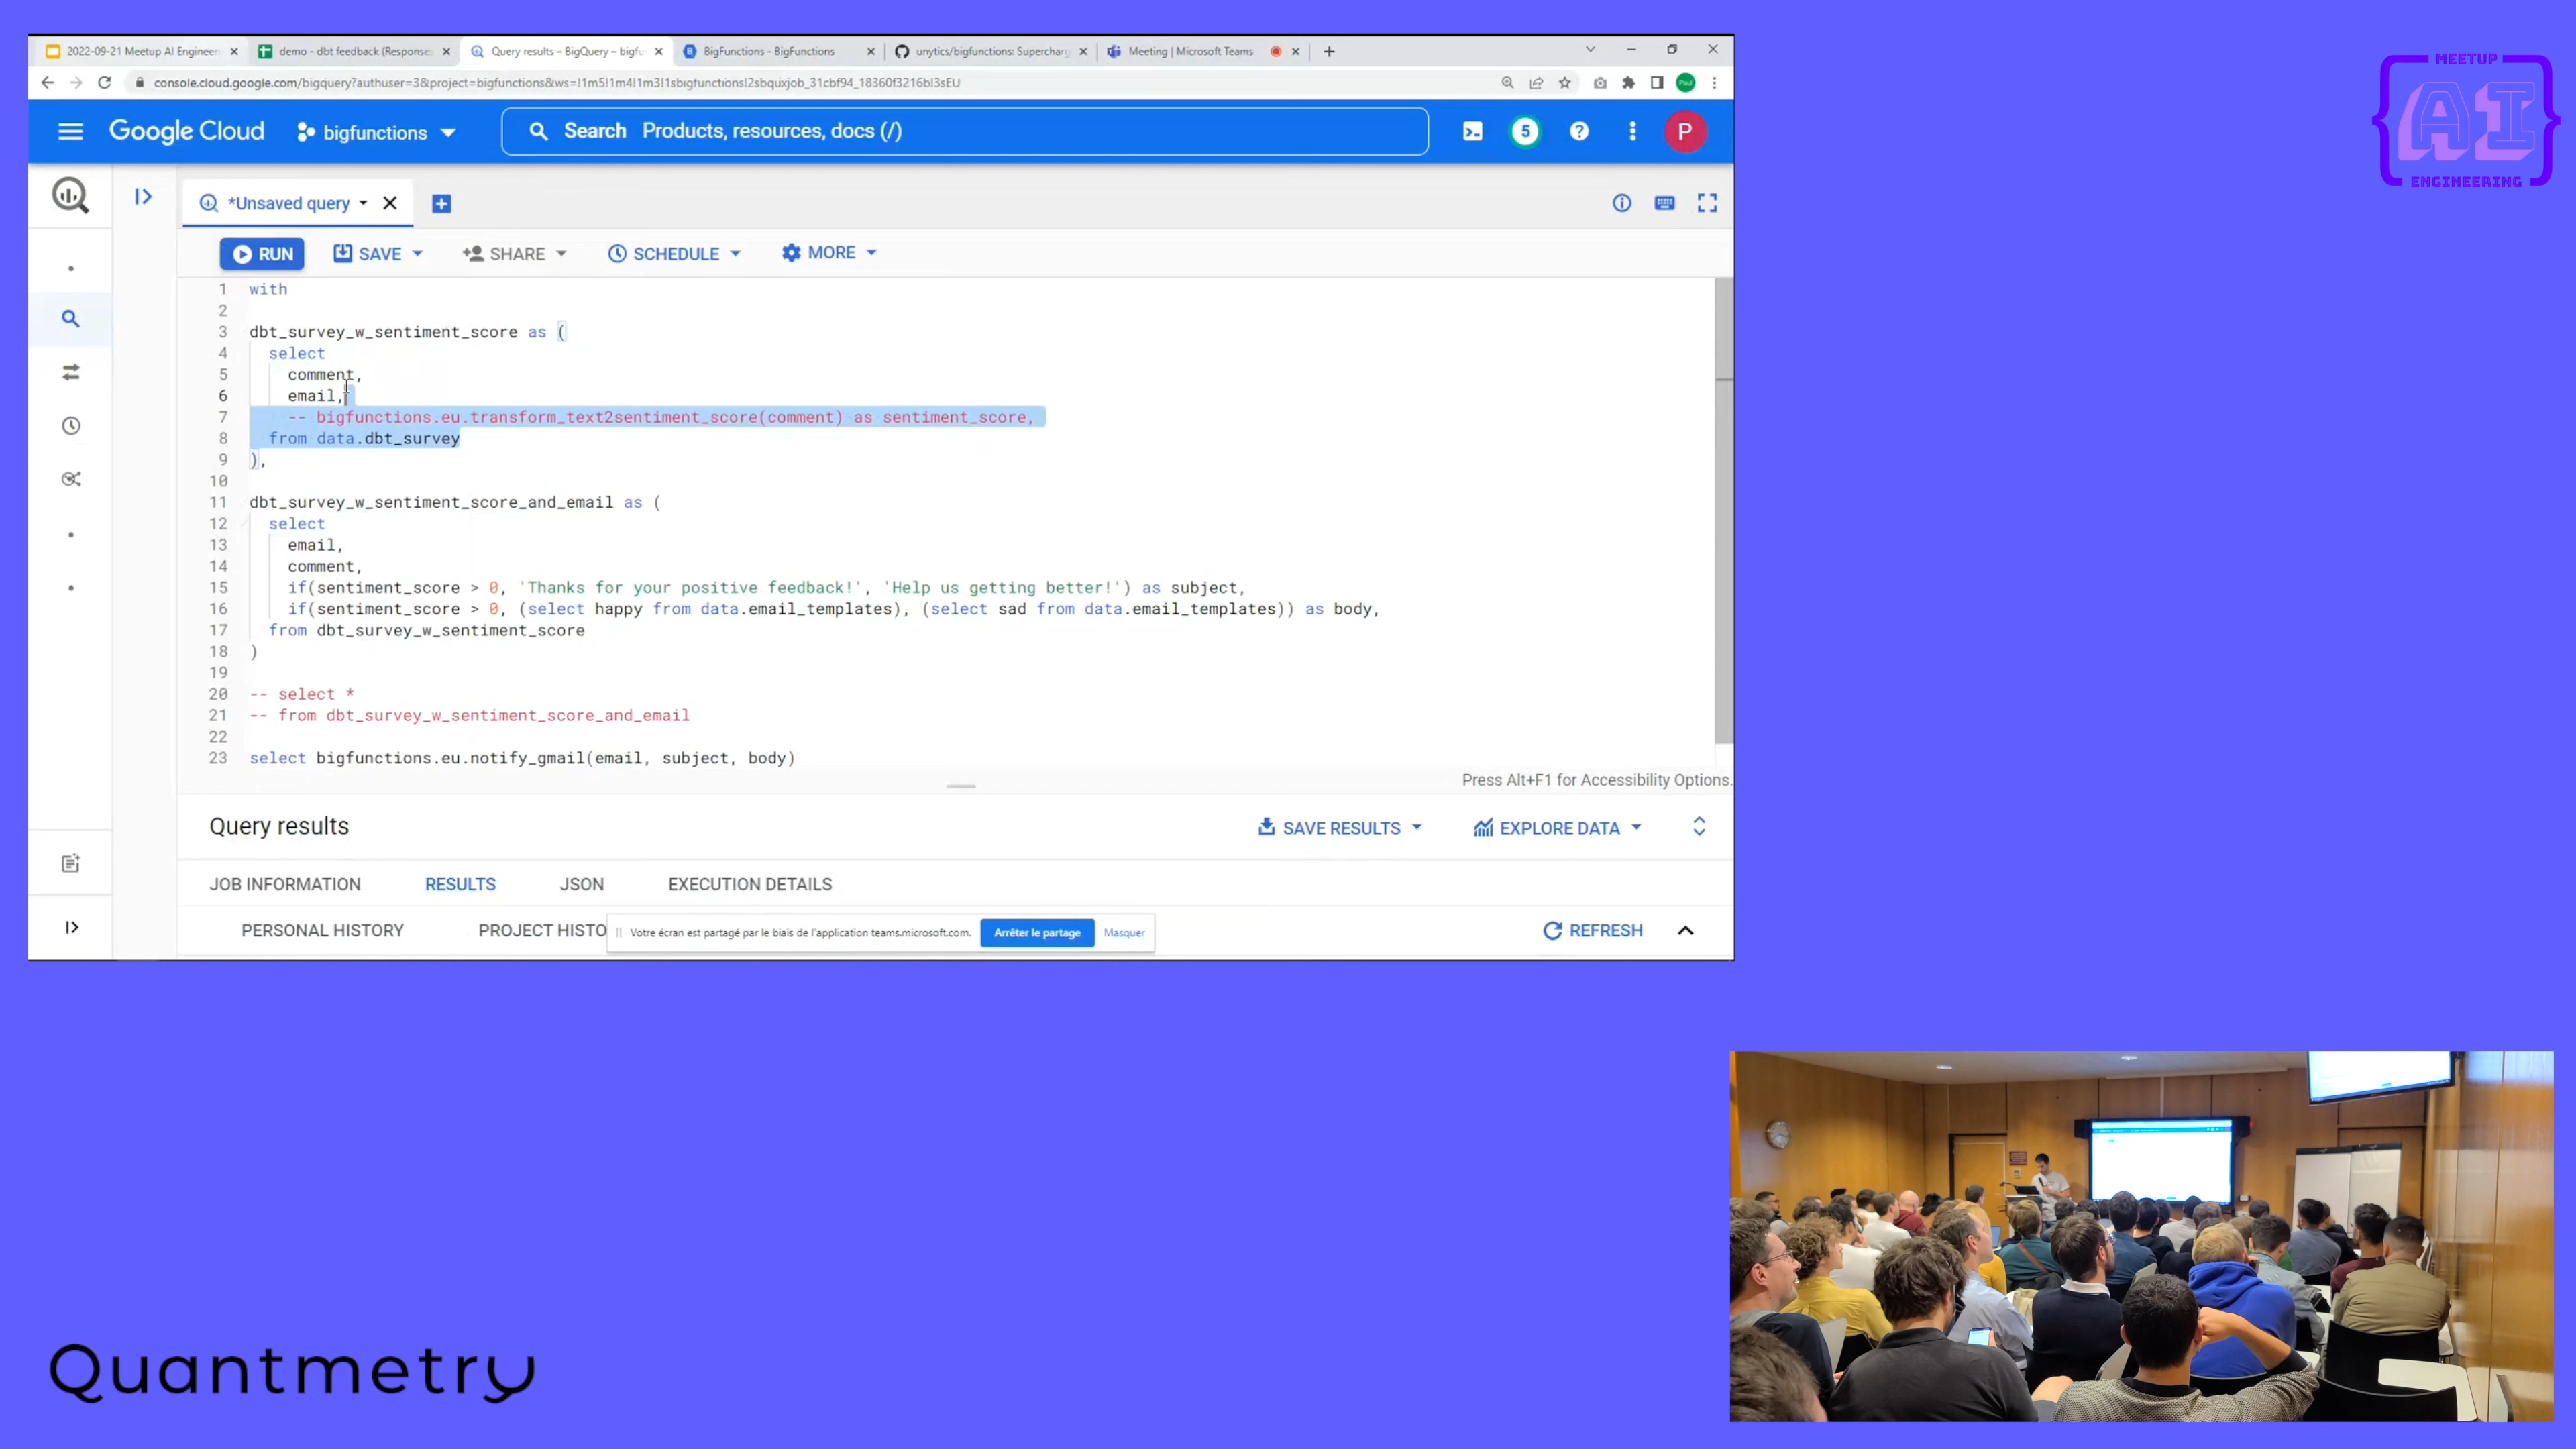 2022-09-21 Meetup AI Engineer
demo - dbt feedback (Responses
Query results – BigQuery – bigfu
BigFunctions - BigFunctions
unytics/bigfunctions: Supercharg
Meeting | Microsoft Teams
console.cloud.google.com/bigquery?authuser=3&project=bigfunctions&ws=!1m5!1m4!1m3!1sbigfunctions!2sbquxjob_31cbf94_18360f3216b!3sEU
Paul
Google Cloud
bigfunctions
Search Products, resources, docs (/)
5
P
MEETUP
AI
ENGINEERING
*Unsaved query
RUN
SAVE
SHARE
SCHEDULE
MORE
1 with
2
3 dbt_survey_w_sentiment_score as (
4 select
5 comment,
6 email,
7 -- bigfunctions.eu.transform_text2sentiment_score(comment) as sentiment_score,
8 from data.dbt_survey
9 ),
10
11 dbt_survey_w_sentiment_score_and_email as (
12 select
13 email,
14 comment,
15 if(sentiment_score > 0, 'Thanks for your positive feedback!', 'Help us getting better!') as subject,
16 if(sentiment_score > 0, (select happy from data.email_templates), (select sad from data.email_templates)) as body,
17 from dbt_survey_w_sentiment_score
18 )
19
20 -- select *
21 -- from dbt_survey_w_sentiment_score_and_email
22
23 select bigfunctions.eu.notify_gmail(email, subject, body)
Press Alt+F1 for Accessibility Options.
Query results
SAVE RESULTS
EXPLORE DATA
JOB INFORMATION
RESULTS
JSON
EXECUTION DETAILS
PERSONAL HISTORY
PROJECT HISTO
Votre écran est partagé par le biais de l'application teams.microsoft.com.
Arrêter le partage
Masquer
REFRESH
Quantmetry